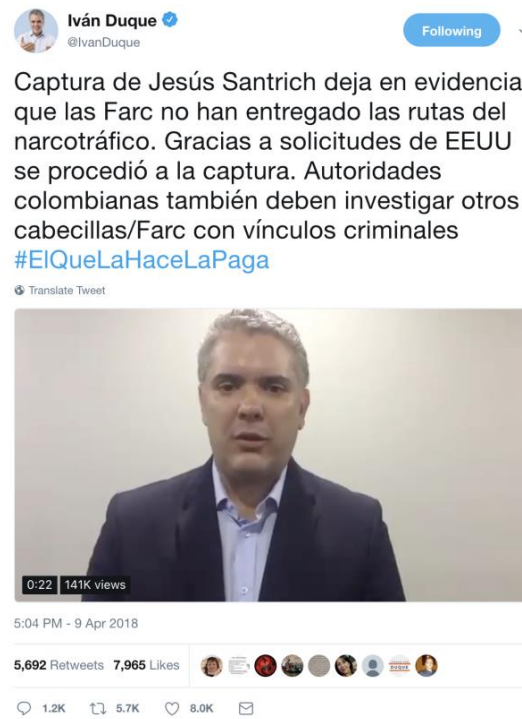 Iván Duque
@IvanDuque
Following
Captura de Jesús Santrich deja en evidencia
que las Farc no han entregado las rutas del
narcotráfico. Gracias a solicitudes de EEUU
se procedió a la captura. Autoridades
colombianas también deben investigar otros
cabecillas/Farc con vínculos criminales
#ElQueLaHaceLaPaga
Translate Tweet
0:22 141K views
5:04 PM - 9 Apr 2018
5,692 Retweets 7,965 Likes
DUQUE
1.2K 5.7K 8.0K